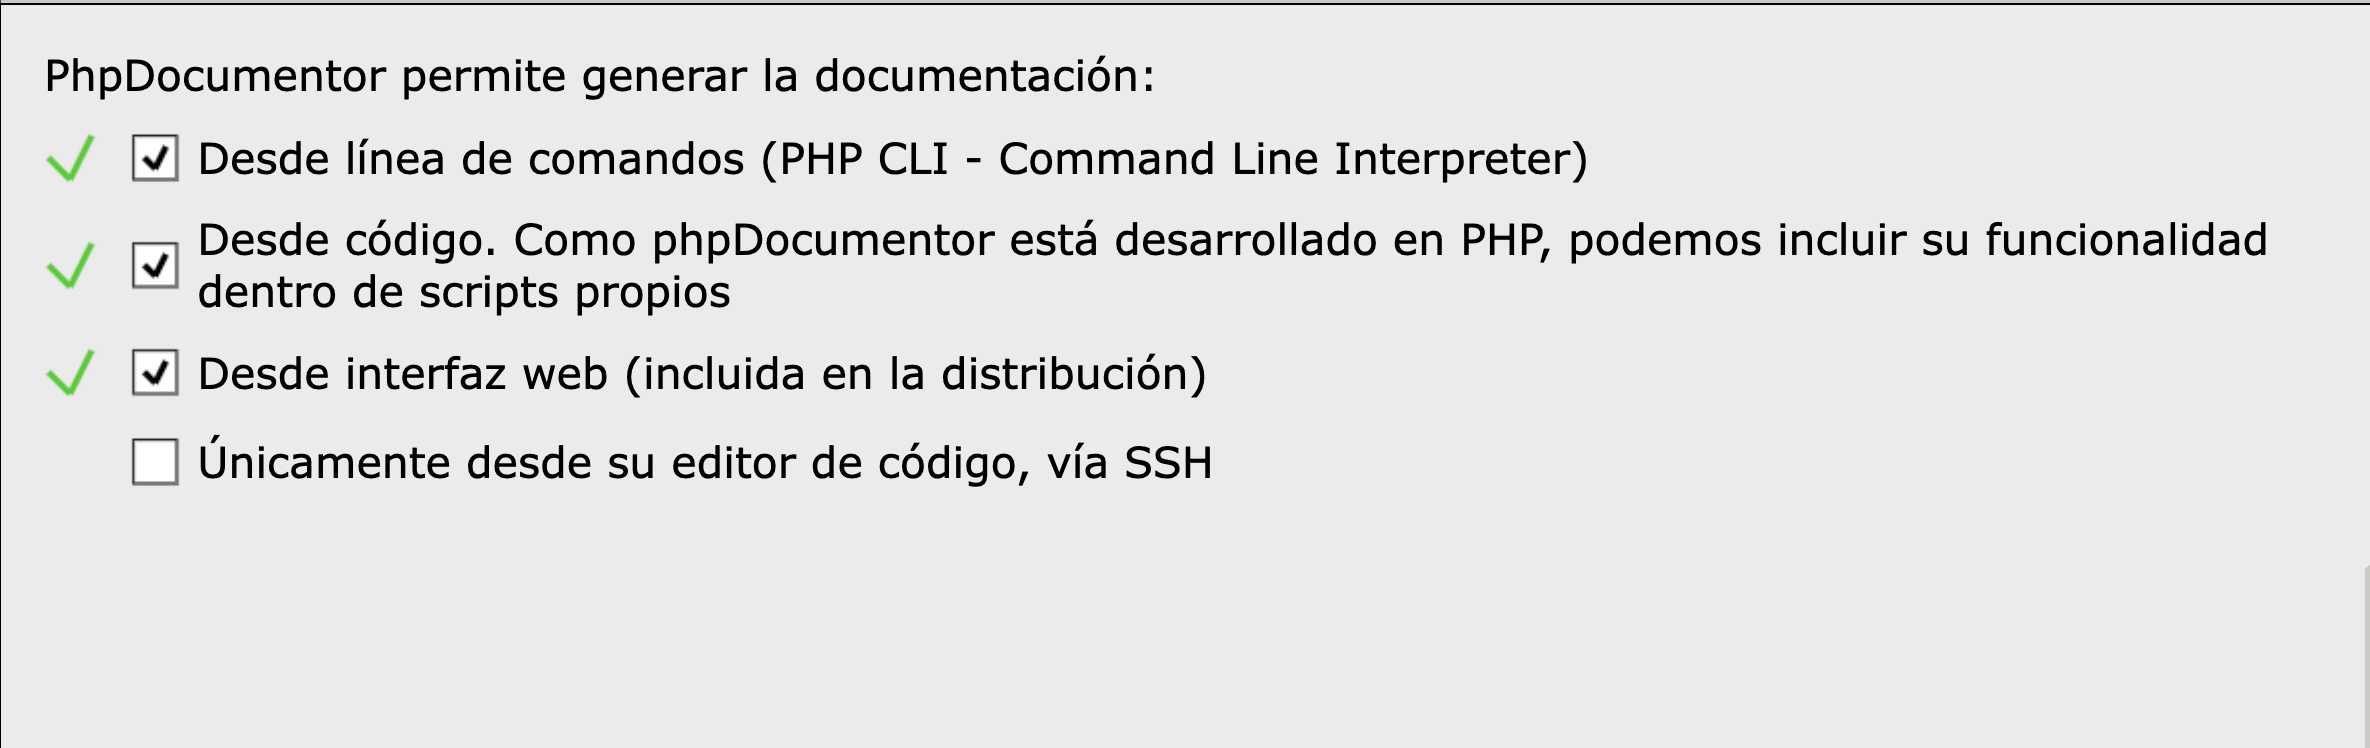 PhpDocumentor permite generar la documentación:
Desde línea de comandos (PHP CLI - Command Line Interpreter)
Desde código. Como phpDocumentor está desarrollado en PHP, podemos incluir su funcionalidad
dentro de scripts propios
Desde interfaz web (incluida en la distribución)
Únicamente desde su editor de código, vía SSH